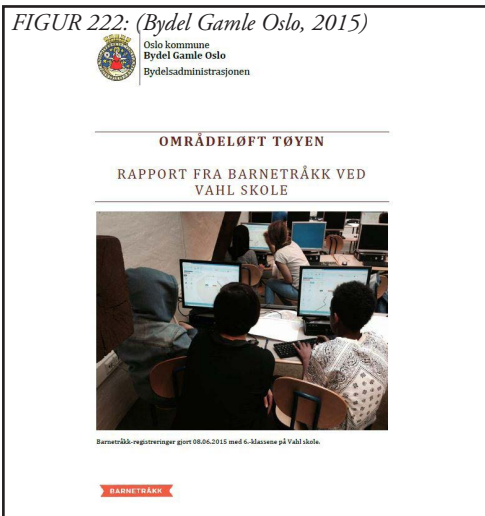 FIGUR 222: (Bydel Gamle Oslo, 2015)
Oslo kommune
Bydel Gamle Oslo
Bydelsadministrasjonen
OMRÅDELØFT TØYEN
RAPPORT FRA BARNETRÅKK VED
VAHL SKOLE
Barnetråkk-registreringer gjort 08.06.2015 med 6.-klassene på Vahl skole.
BARNETRÅKK